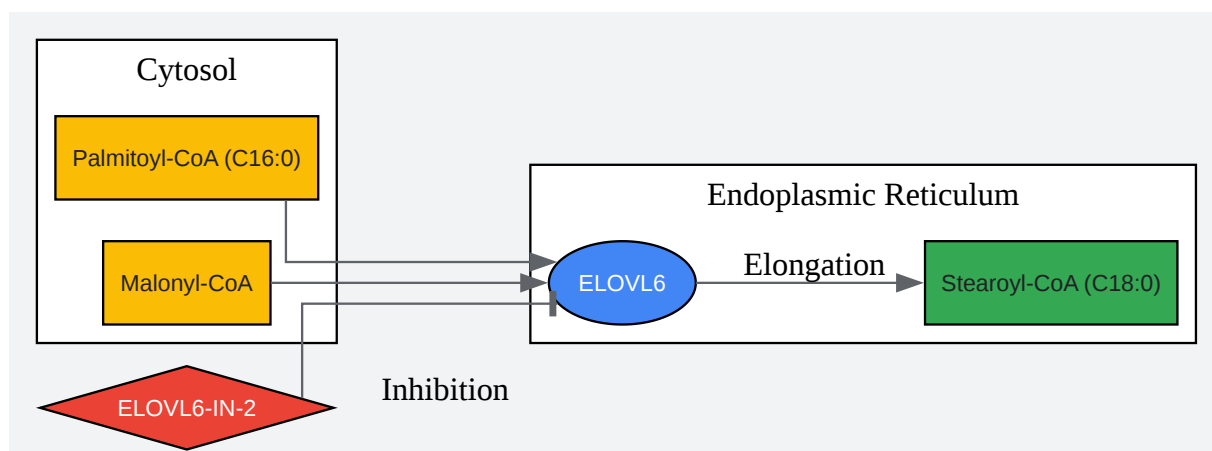 Cytosol
Palmitoyl-CoA (C16:0)
Malonyl-CoA
ELOVL6-IN-2
Inhibition
Endoplasmic Reticulum
ELOVL6
Elongation
Stearoyl-CoA (C18:0)